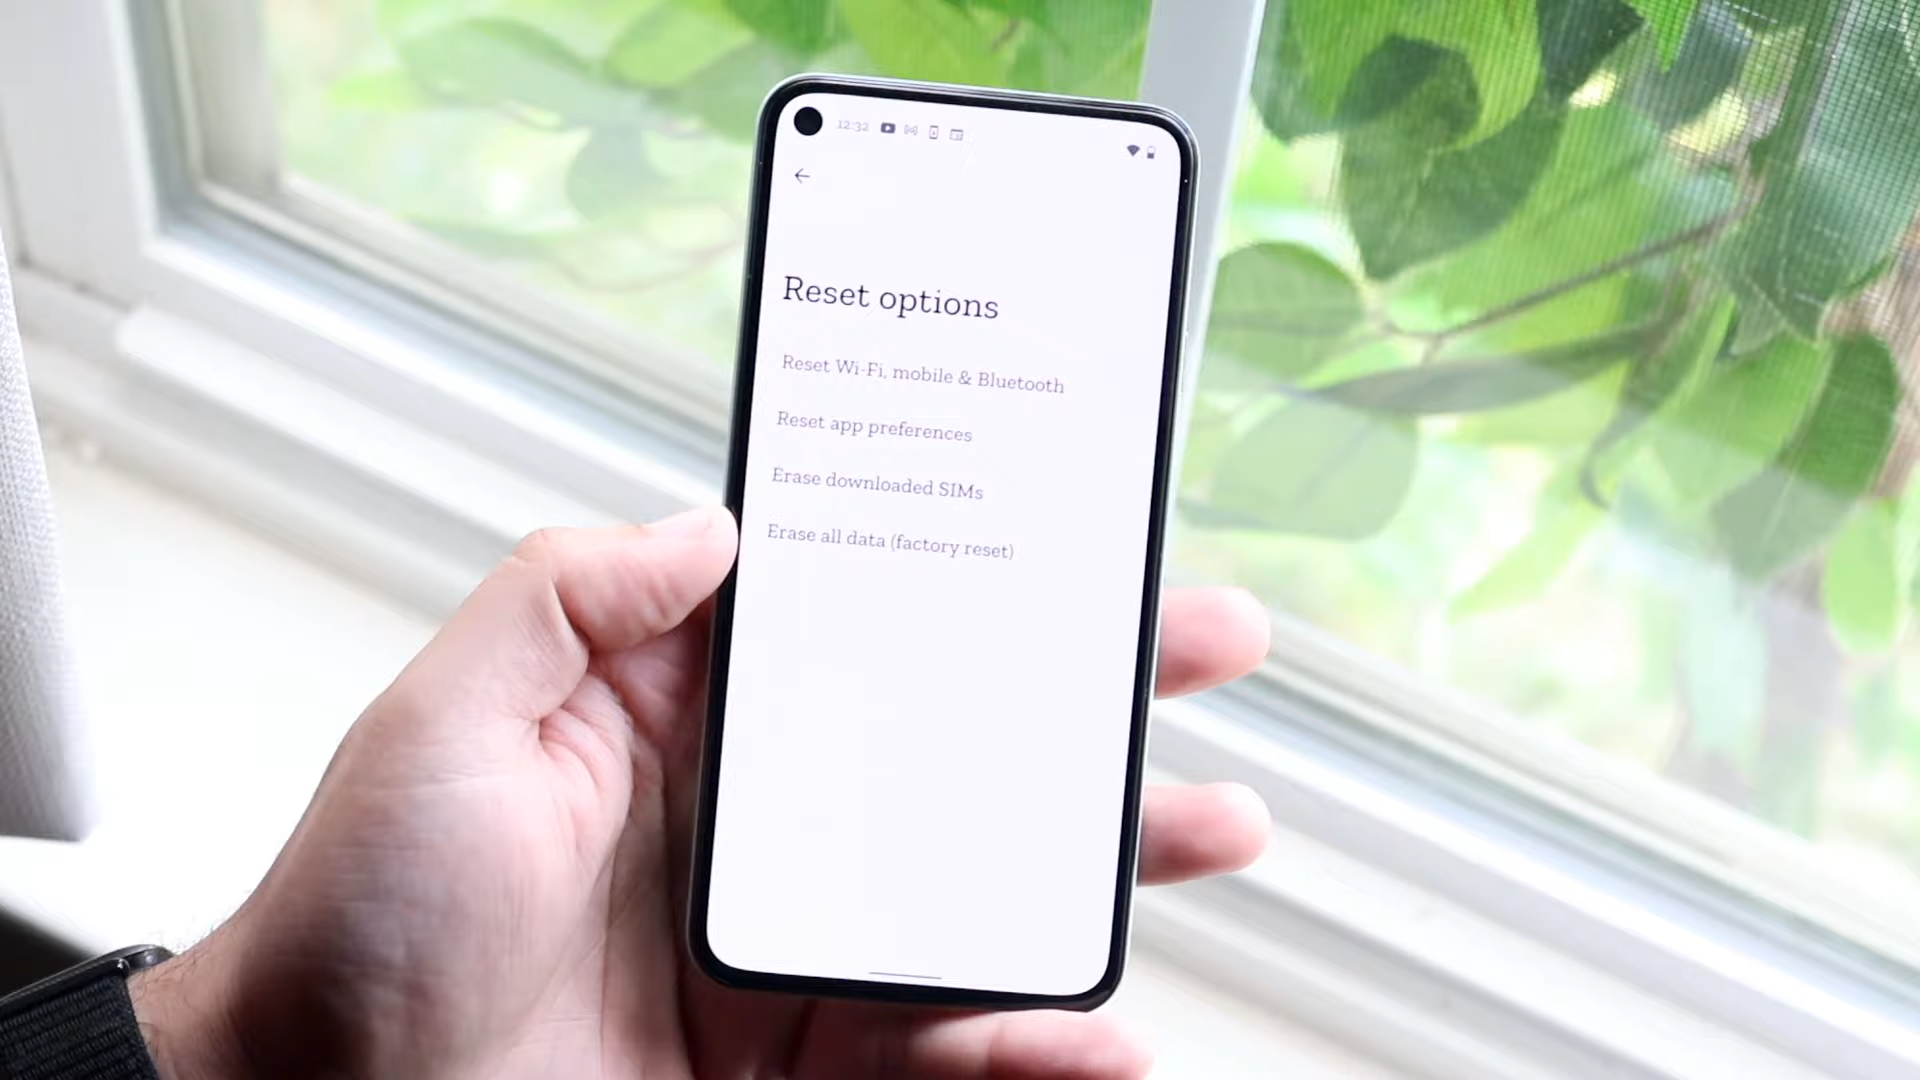 12:32
Reset options
Reset Wi-Fi, mobile & Bluetooth
Reset app preferences
Erase downloaded SIMs
Erase all data (factory reset)